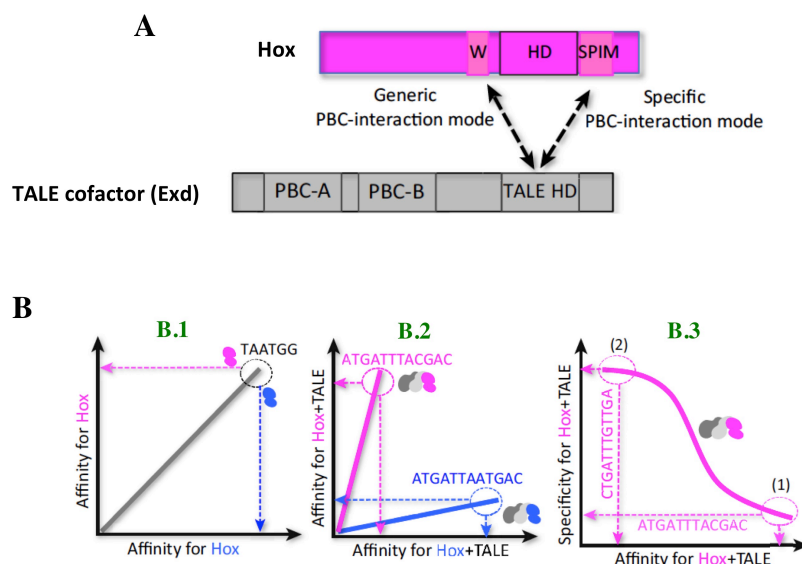 A
Hox
W
HD
SPIM
Generic
PBC-interaction mode
Specific
PBC-interaction mode
TALE cofactor (Exd)
PBC-A
PBC-B
TALE HD
B
B.1
TAATGG
Affinity for Hox
Affinity for Hox
B.2
ATGATTTACGAC
ATGATTAATGAC
Affinity for Hox+TALE
Affinity for Hox+TALE
B.3
(2)
CTGATTTGTTGA
(1)
ATGATTTACGAC
Specificity for Hox+TALE
Affinity for Hox+TALE